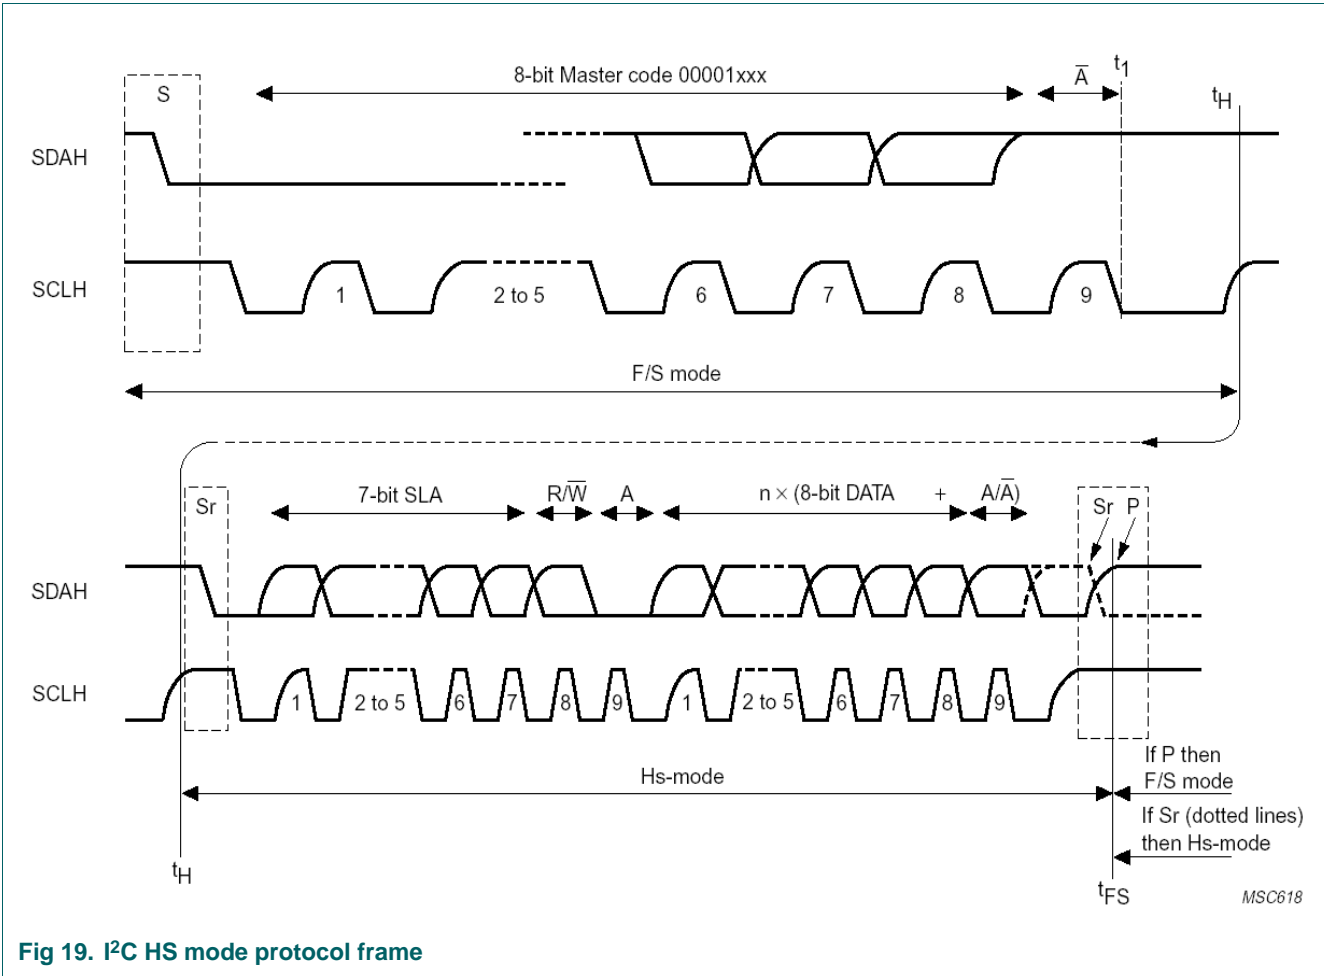 8-bit Master code 00001xxx
A̅
t1
S
tH
SDAH
SCLH
1
2 to 5
6
7
8
9
F/S mode
7-bit SLA
R/W̅
A
n × (8-bit DATA + A/A̅)
Sr
Sr P
SDAH
SCLH
1
2 to 5
6
7
8
9
1
2 to 5
6
7
8
9
If P then
F/S mode
Hs-mode
If Sr (dotted lines)
then Hs-mode
tH
tFS
MSC618
Fig 19. I²C HS mode protocol frame